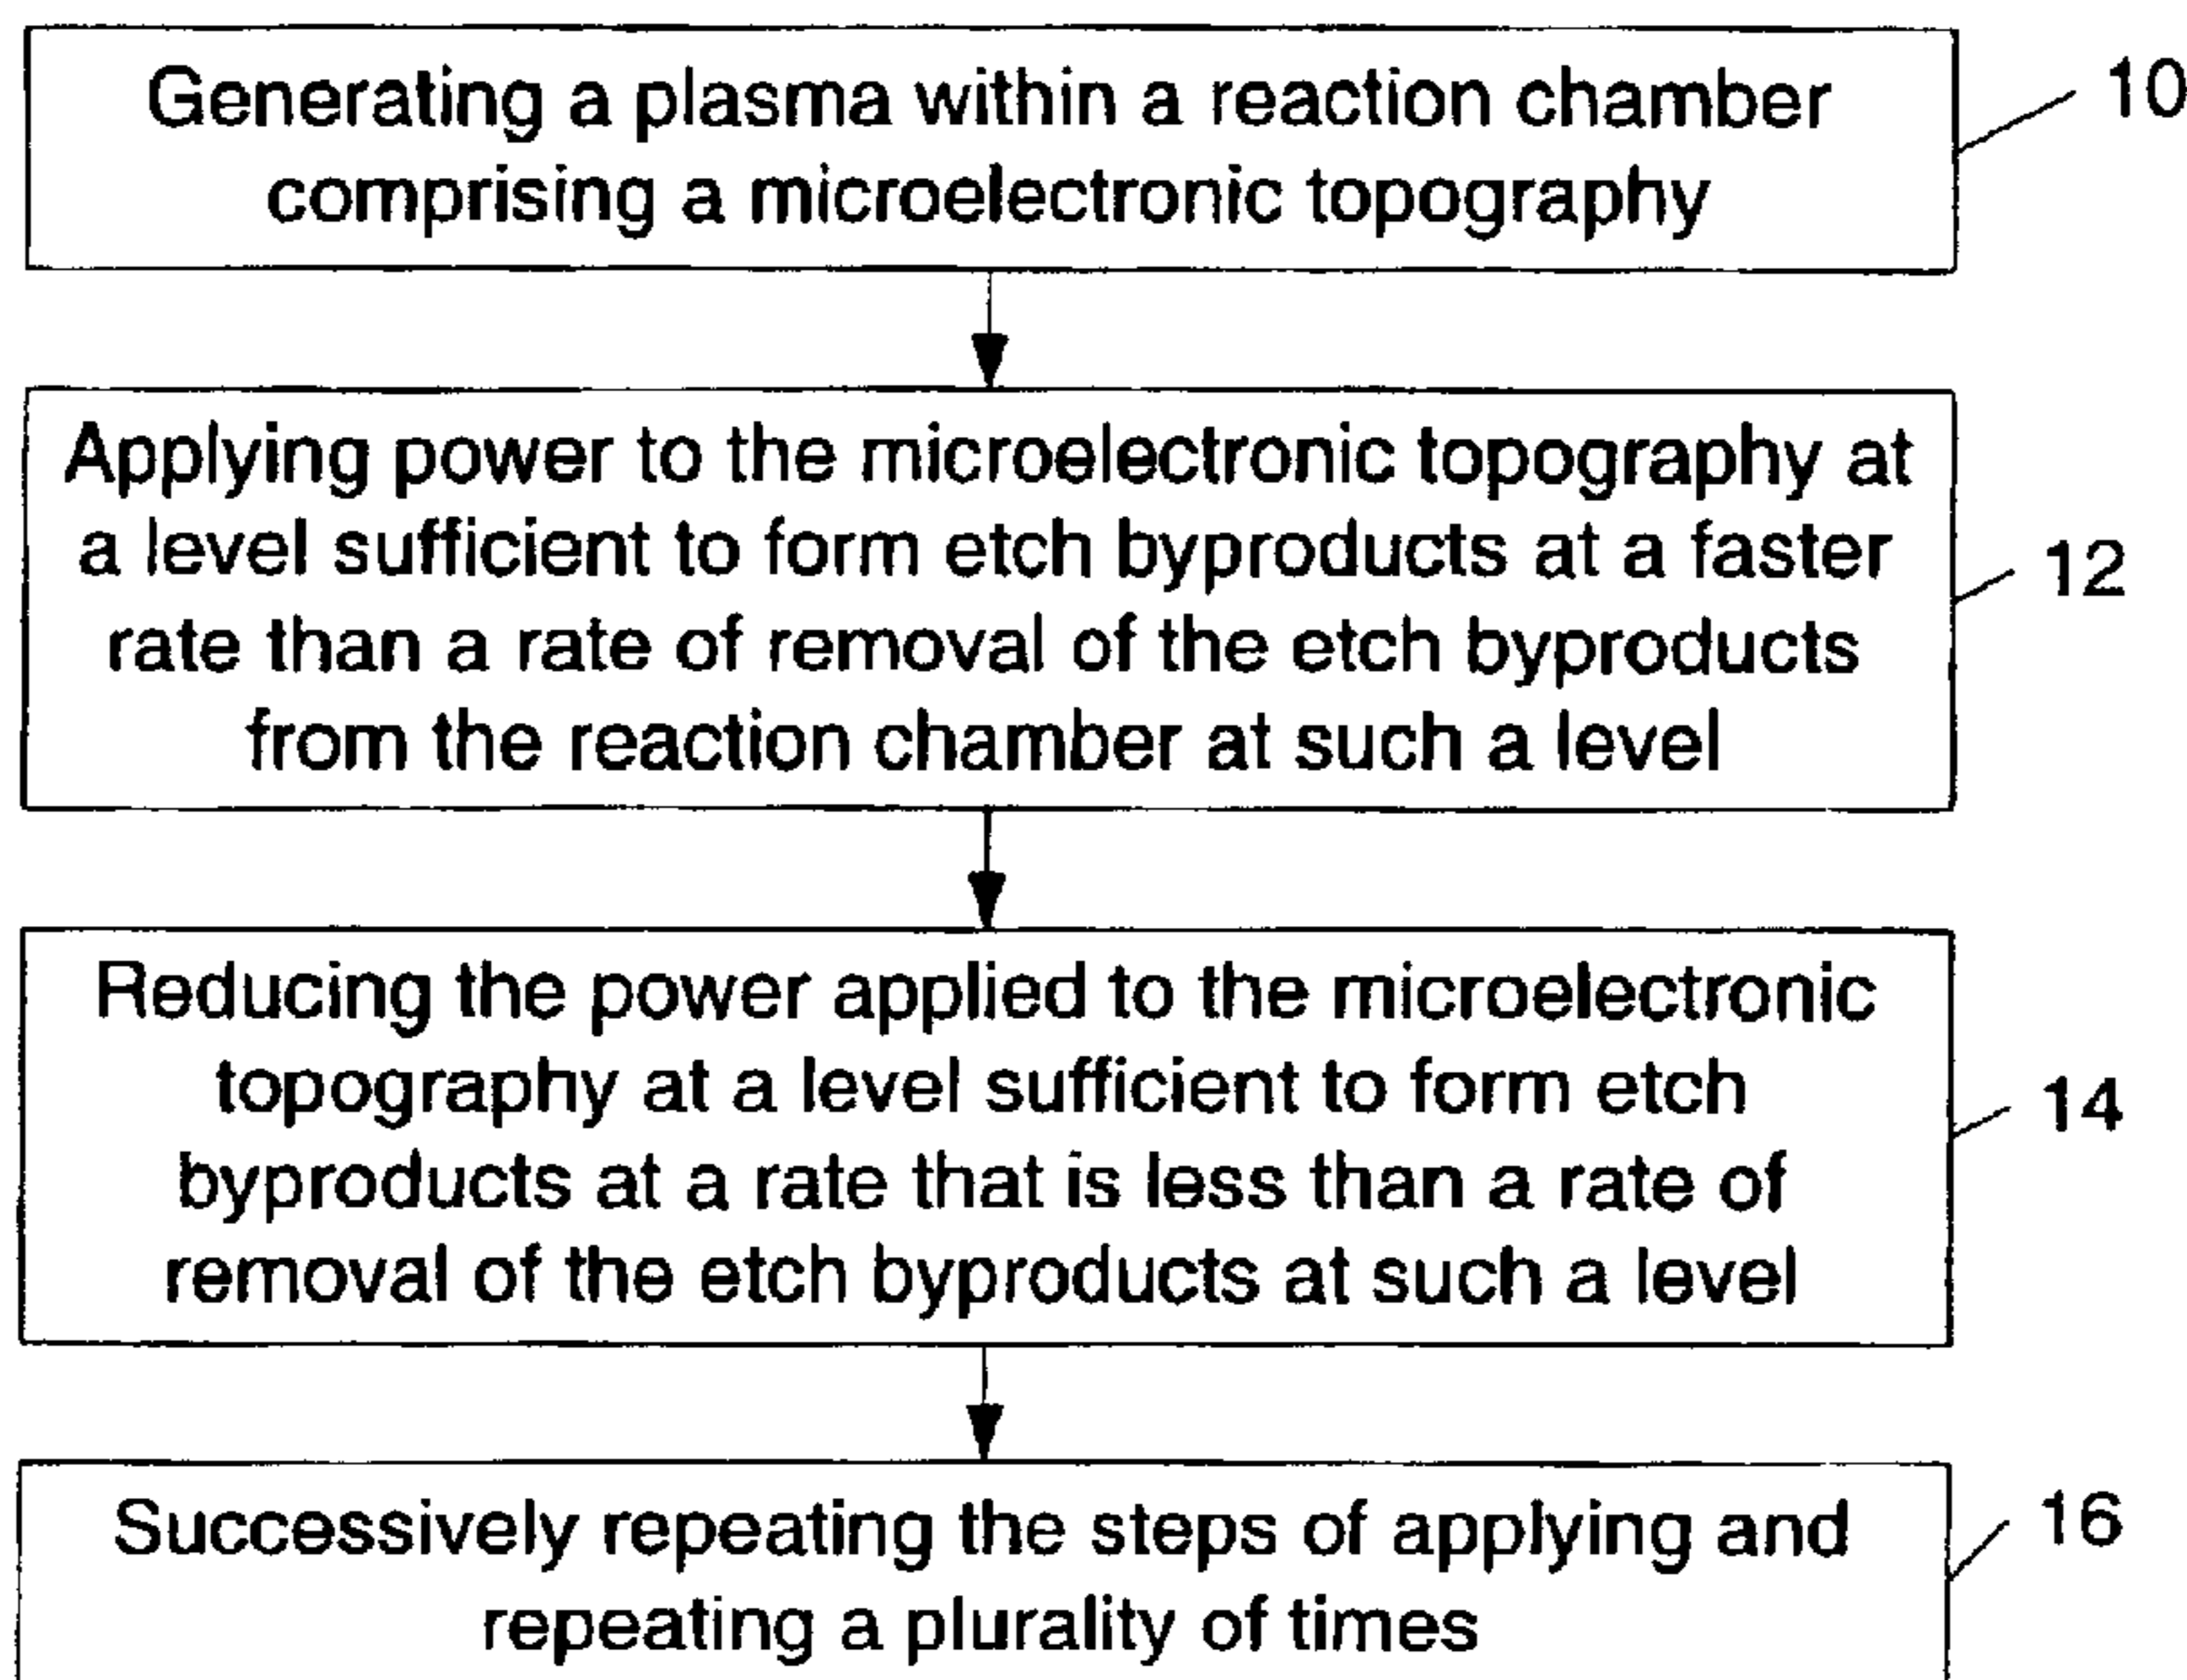 Generating a plasma within a reaction chamber
comprising a microelectronic topography
10
Applying power to the microelectronic topography at
a level sufficient to form etch byproducts at a faster
rate than a rate of removal of the etch byproducts
from the reaction chamber at such a level
12
Reducing the power applied to the microelectronic
topography at a level sufficient to form etch
byproducts at a rate that is less than a rate of
removal of the etch byproducts at such a level
14
Successively repeating the steps of applying and
repeating a plurality of times
16